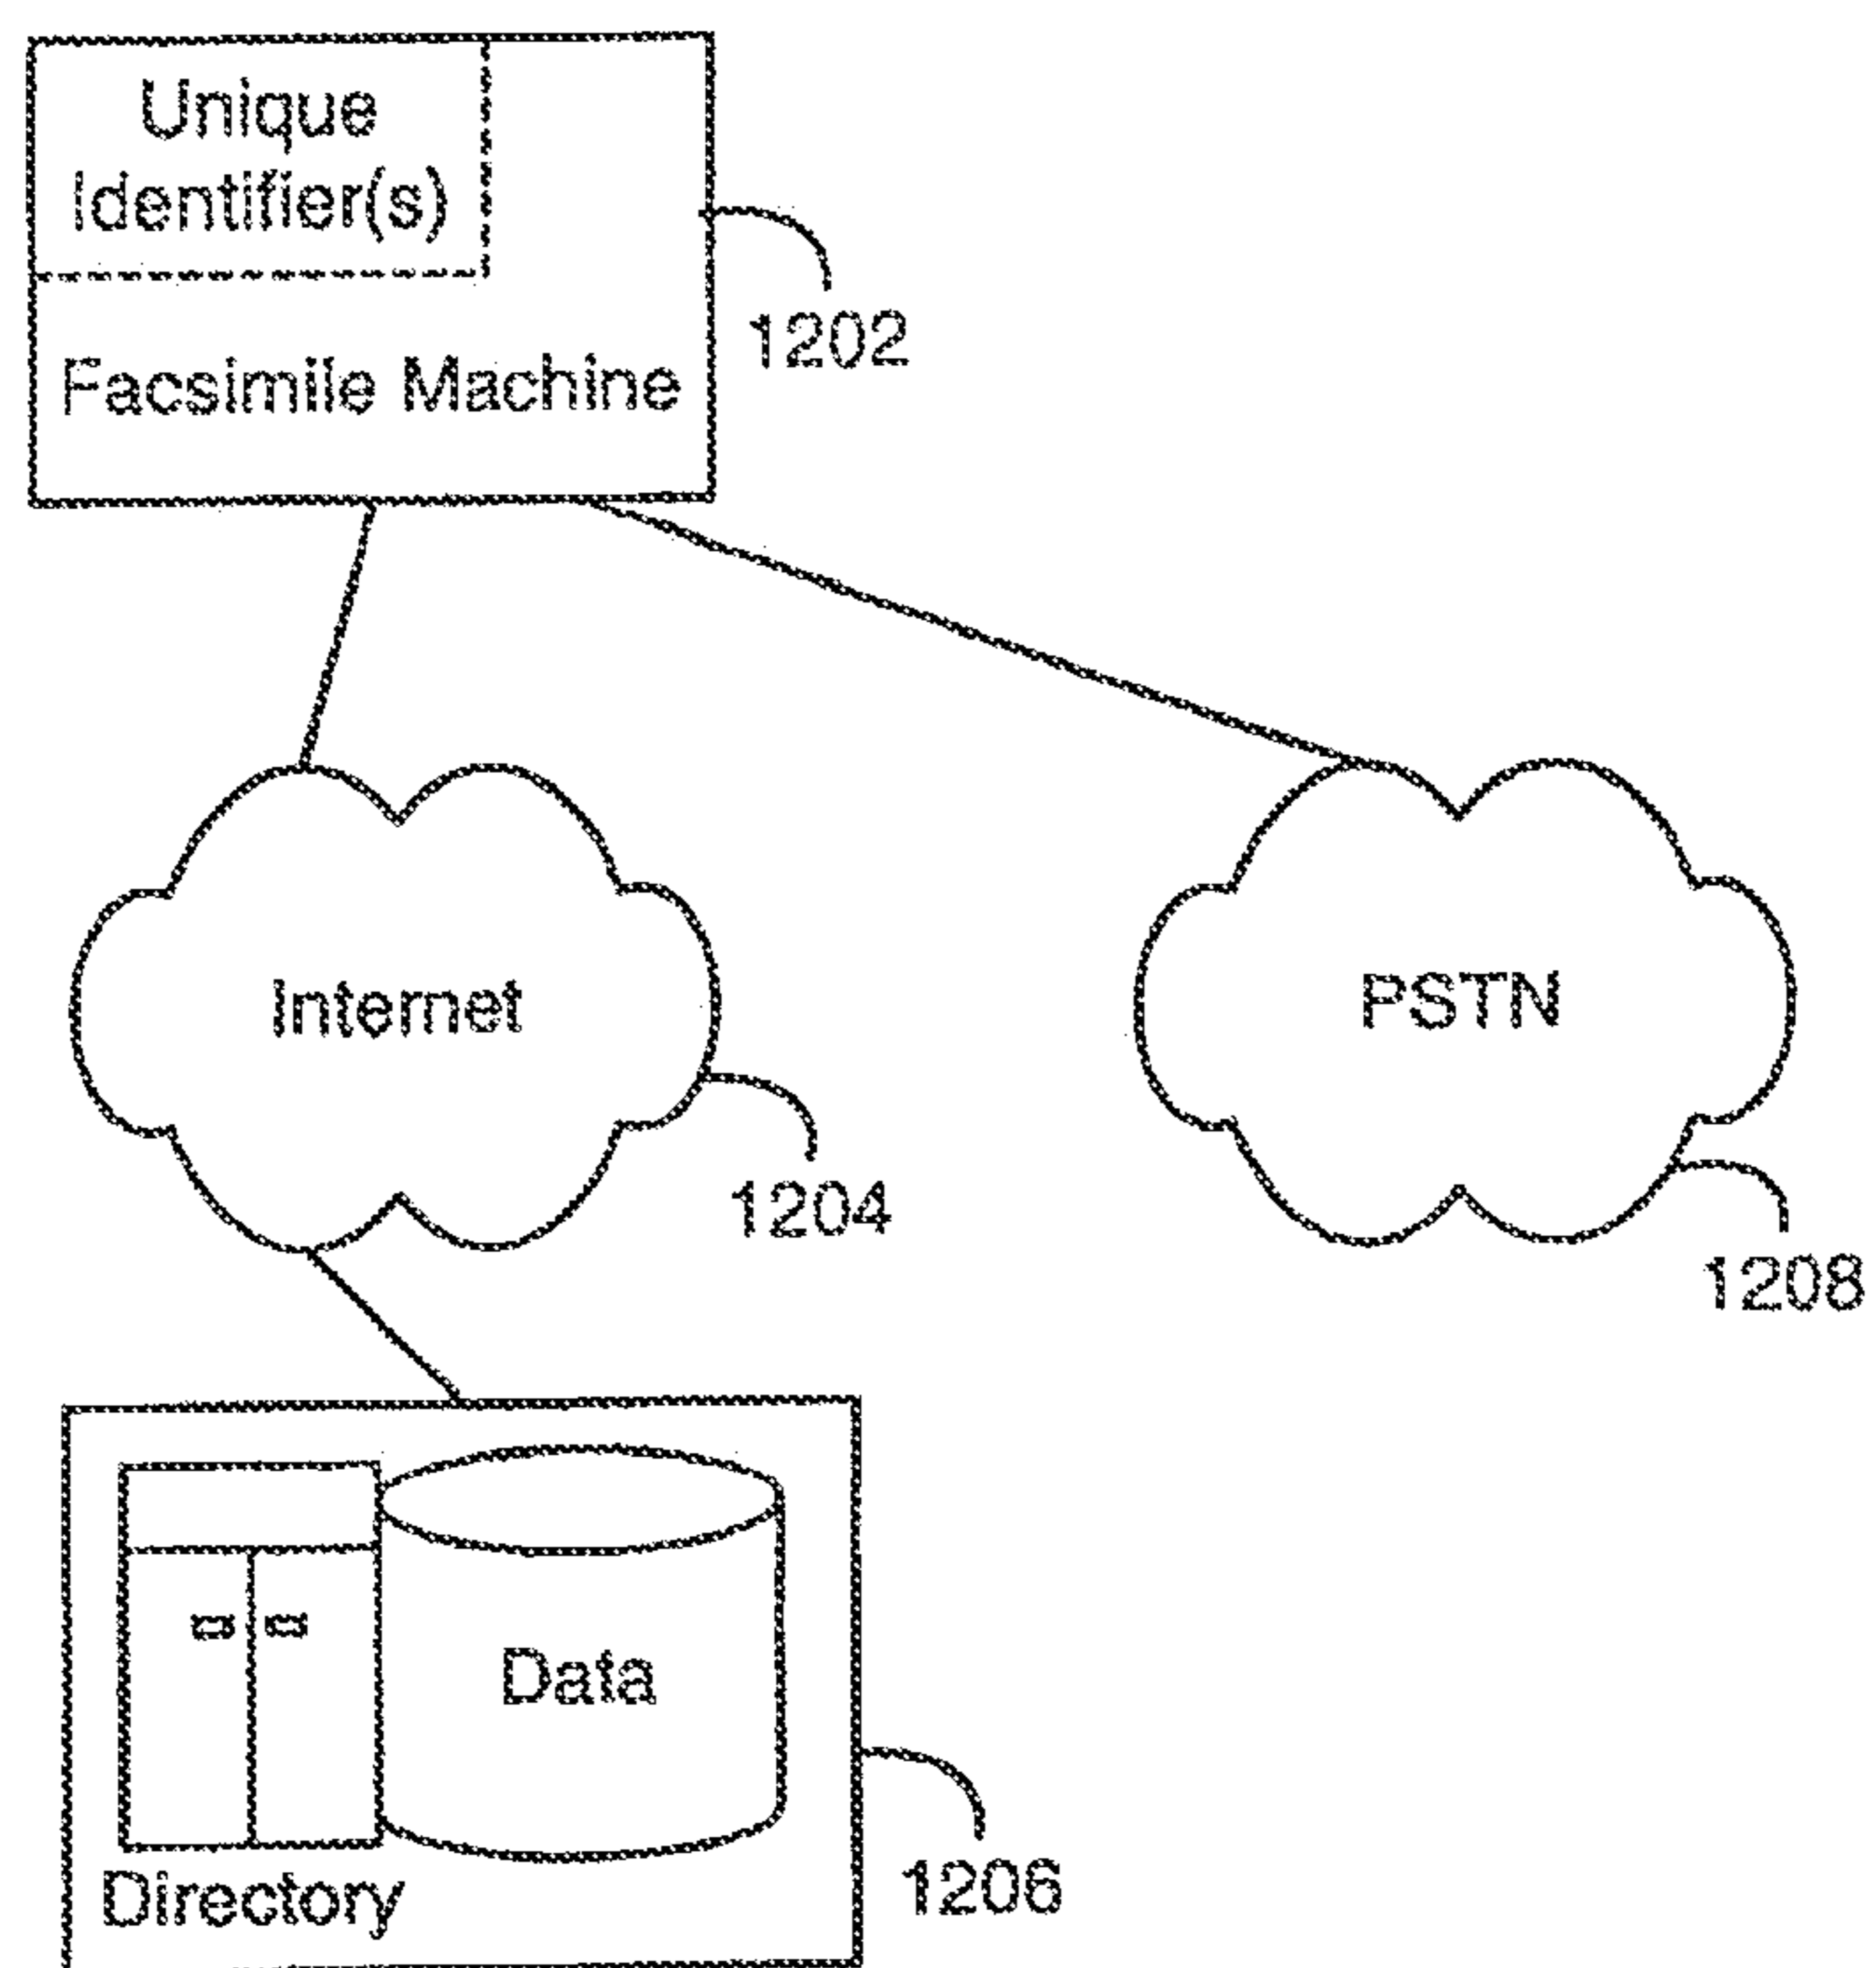 Unique
Identifier(s)
Facsimile Machine
1202
Internet
PSTN
1204
1208
Data
Directory
1206